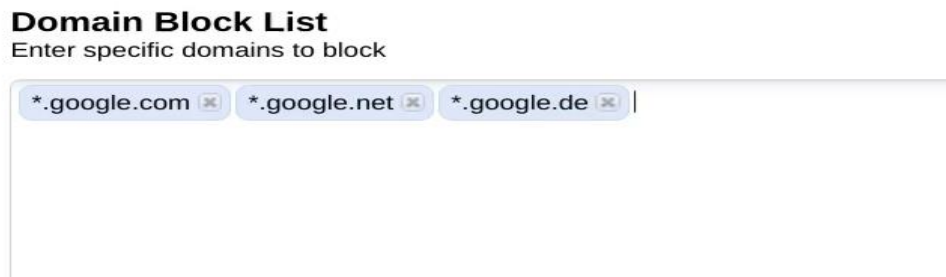 Domain Block List
Enter specific domains to block
*.google.com *.google.net *.google.de